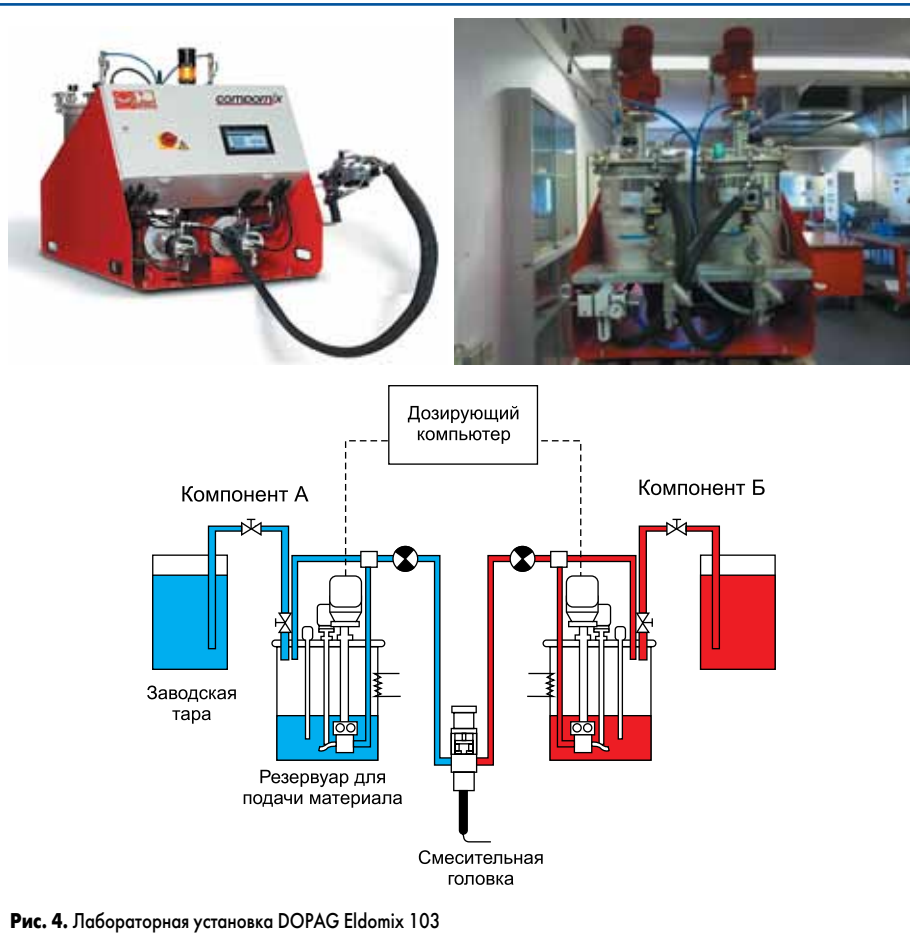 compomix
Дозирующий
компьютер
Компонент А
Компонент Б
Заводская
тара
Резервуар для
подачи материала
Смесительная
головка
Рис. 4. Лабораторная установка DOPAG Eldomix 103